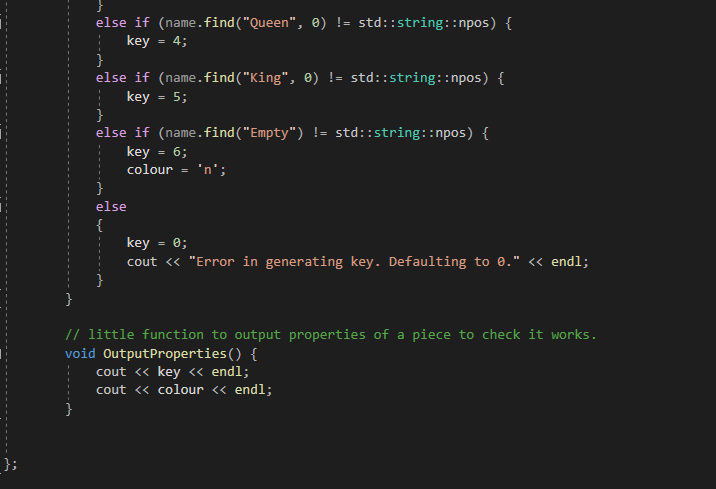 }
else if (name.find("Queen", 0) != std::string::npos) {
key = 4;
}
else if (name.find("King", 0) != std::string::npos) {
key = 5;
}
else if (name.find("Empty") != std::string::npos) {
key = 6;
colour = 'n';
}
else
{
key = 0;
cout << "Error in generating key. Defaulting to 0." << endl;
}
}
// little function to output properties of a piece to check it works.
void OutputProperties() {
cout << key << endl;
cout << colour << endl;
}
};